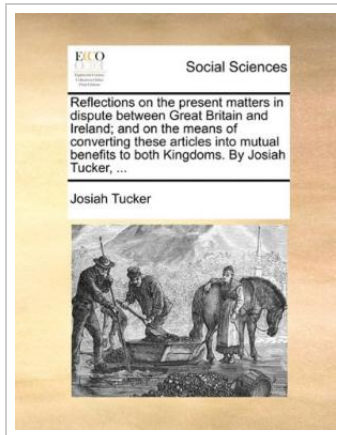 ECCO
Social Sciences
Reflections on the present matters in
dispute between Great Britain and
Ireland; and on the means of
converting these articles into mutual
benefits to both Kingdoms. By Josiah
Tucker, ...
Josiah Tucker